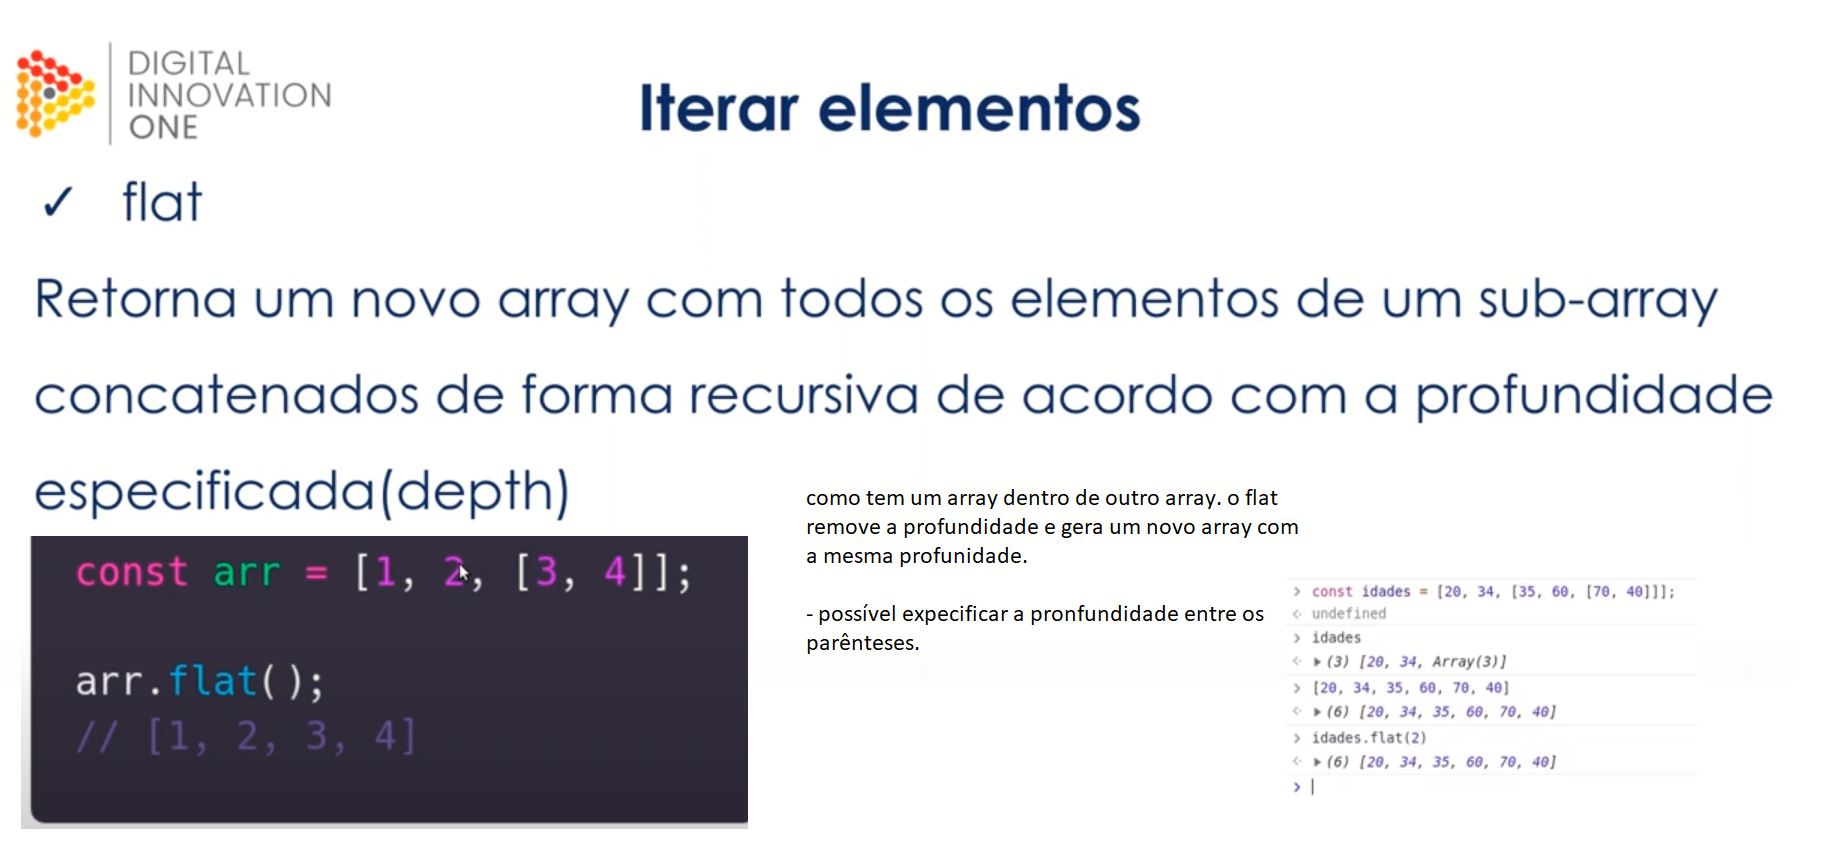 DIGITAL
INNOVATION
ONE
Iterar elementos
✓ flat
Retorna um novo array com todos os elementos de um sub-array
concatenados de forma recursiva de acordo com a profundidade
especificada(depth)
const arr = [1, 2, [3, 4]];
arr.flat();
// [1, 2, 3, 4]
como tem um array dentro de outro array. o flat
remove a profundidade e gera um novo array com
a mesma profunidade.
- possível expecificar a pronfundidade entre os
parênteses.
> const idades = [20, 34, [35, 60, [70, 40]]];
< undefined
> idades
< ▸ (3) [20, 34, Array(3)]
> [20, 34, 35, 60, 70, 40]
< ▸ (6) [20, 34, 35, 60, 70, 40]
> idades.flat(2)
< ▸ (6) [20, 34, 35, 60, 70, 40]
>